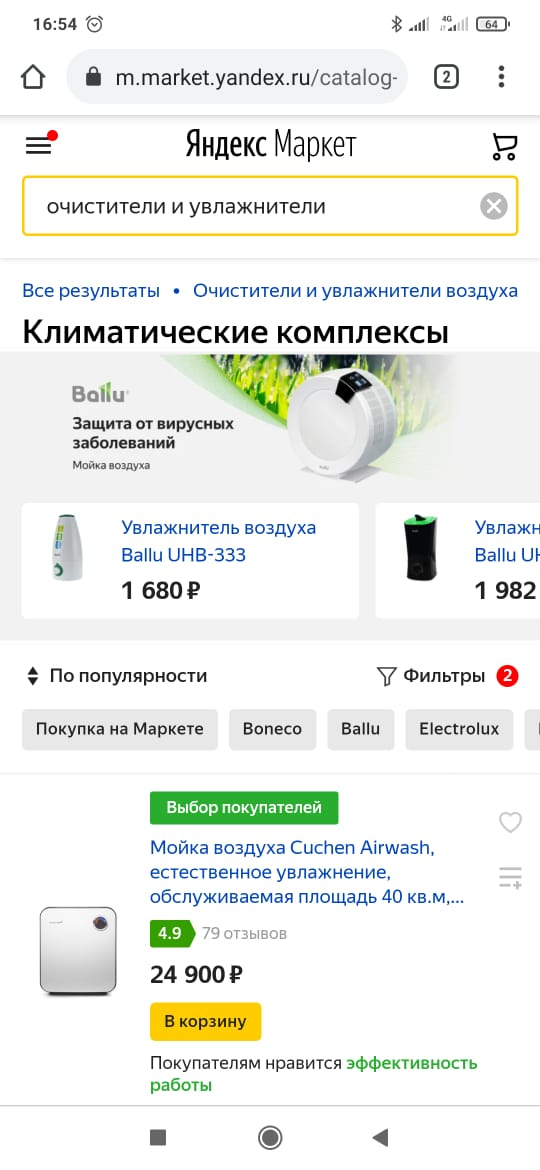 16:54
4G
64
m.market.yandex.ru/catalog-
2
Яндекс Маркет
очистители и увлажнители
Все результаты • Очистители и увлажнители воздуха
Климатические комплексы
Ballu
Защита от вирусных
заболеваний
Мойка воздуха
Увлажнитель воздуха
Ballu UHB-333
1 680 ₽
Увлажн
Ballu UH
1 982
По популярности
Фильтры 2
Покупка на Маркете
Boneco
Ballu
Electrolux
Выбор покупателей
Мойка воздуха Cuchen Airwash,
естественное увлажнение,
обслуживаемая площадь 40 кв.м,...
4.9 79 отзывов
24 900 ₽
В корзину
Покупателям нравится эффективность
работы